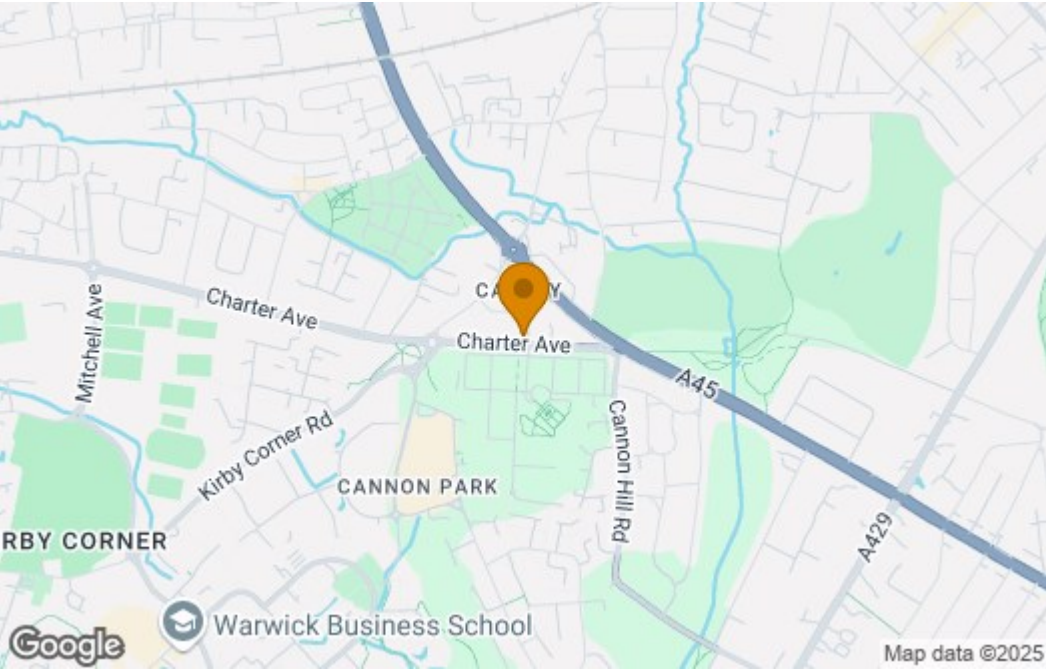 CA Y
Charter Ave
Charter Ave
Mitchell Ave
A45
Kirby Corner Rd
Cannon Hill Rd
CANNON PARK
A429
RBY CORNER
Warwick Business School
Google
Map data ©2025